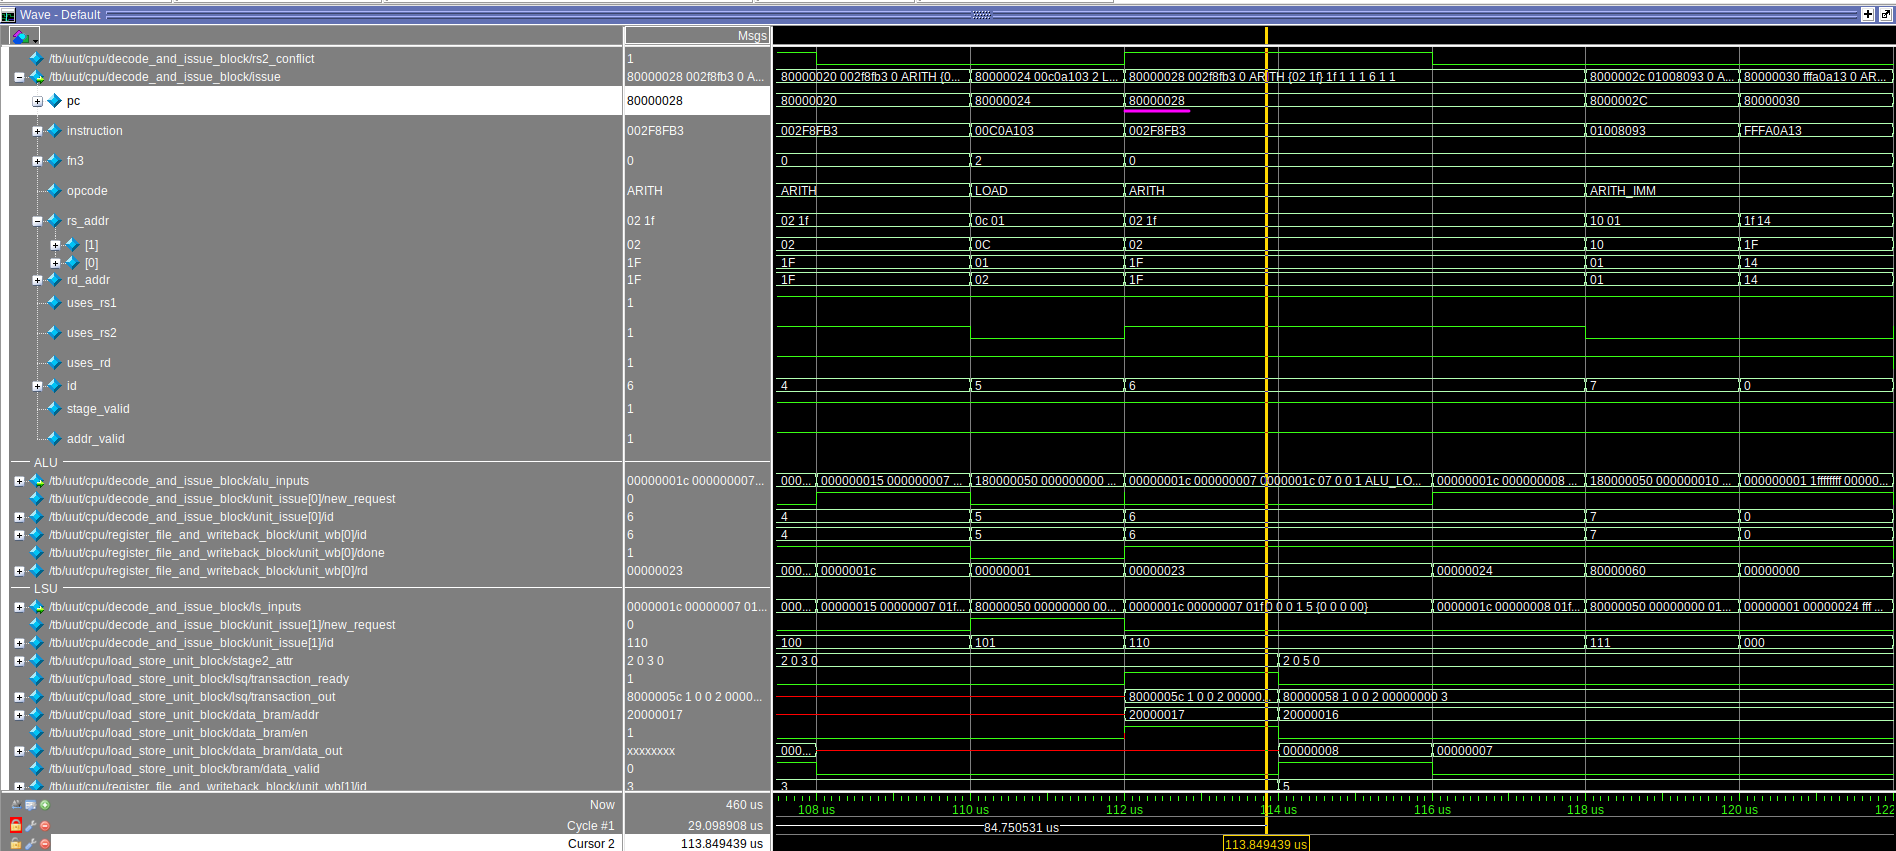 Wave - Default
Msgs
/tb/uut/cpu/decode_and_issue_block/rs2_conflict 1
/tb/uut/cpu/decode_and_issue_block/issue 80000028 002f8fb3 0 A... 80000020 002f8fb3 0 ARITH {0... 80000024 00c0a103 2 L... 80000028 002f8fb3 0 ARITH {02 1f} 1f 1 1 1 6 1 1 8000002c 01008093 0 A... 80000030 fffa0a13 0 AR...
pc 80000028 80000020 80000024 80000028 8000002C 80000030
instruction 002F8FB3 002F8FB3 00C0A103 002F8FB3 01008093 FFFA0A13
fn3 0 0 2 0
opcode ARITH ARITH LOAD ARITH ARITH_IMM
rs_addr 02 1f 02 1f 0c 01 02 1f 10 01 1f 14
[1] 02 02 0C 02 10 1F
[0] 1F 1F 01 1F 01 14
rd_addr 1F 1F 02 1F 01 14
uses_rs1 1
uses_rs2 1
uses_rd 1
id 6 4 5 6 7 0
stage_valid 1
addr_valid 1
ALU
/tb/uut/cpu/decode_and_issue_block/alu_inputs 00000001c 000000007... 000... 000000015 000000007 ... 180000050 000000000 ... 00000001c 000000007 0000001c 07 0 0 1 ALU_LO... 00000001c 000000008 ... 180000050 000000010 ... 000000001 1ffffffff 00000...
/tb/uut/cpu/decode_and_issue_block/unit_issue[0]/new_request 0
/tb/uut/cpu/decode_and_issue_block/unit_issue[0]/id 6 4 5 6 7 0
/tb/uut/cpu/register_file_and_writeback_block/unit_wb[0]/id 6 4 5 6 7 0
/tb/uut/cpu/register_file_and_writeback_block/unit_wb[0]/done 1
/tb/uut/cpu/register_file_and_writeback_block/unit_wb[0]/rd 00000023 000... 0000001c 00000001 00000023 00000024 80000060 00000000
LSU
/tb/uut/cpu/decode_and_issue_block/ls_inputs 0000001c 00000007 01... 000... 00000015 00000007 01f... 80000050 00000000 00... 0000001c 00000007 01f 0 0 0 1 5 {0 0 0 00} 0000001c 00000008 01f... 80000050 00000000 01... 00000001 00000024 fff ...
/tb/uut/cpu/decode_and_issue_block/unit_issue[1]/new_request 0
/tb/uut/cpu/decode_and_issue_block/unit_issue[1]/id 110 100 101 110 111 000
/tb/uut/cpu/load_store_unit_block/stage2_attr 2 0 3 0 2 0 3 0 2 0 5 0
/tb/uut/cpu/load_store_unit_block/lsq/transaction_ready 1
/tb/uut/cpu/load_store_unit_block/lsq/transaction_out 8000005c 1 0 0 2 0000... 8000005c 1 0 0 2 00000... 80000058 1 0 0 2 00000000 3
/tb/uut/cpu/load_store_unit_block/data_bram/addr 20000017 20000017 20000016
/tb/uut/cpu/load_store_unit_block/data_bram/en 1
/tb/uut/cpu/load_store_unit_block/data_bram/data_out xxxxxxxx 000... 00000008 00000007
/tb/uut/cpu/load_store_unit_block/bram/data_valid 0
/tb/uut/cpu/register_file_and_writeback_block/unit_wb[1]/id 3 3 5
Now 460 us 108 us 110 us 112 us 114 us 116 us 118 us 120 us 122
Cycle #1 29.098908 us 84.750531 us
Cursor 2 113.849439 us 113.849439 us